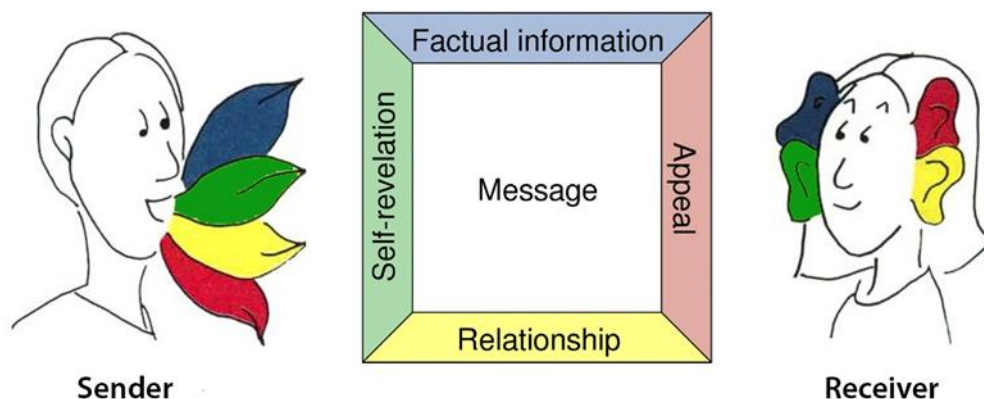 Factual information
Self-revelation
Message
Appeal
Relationship
Sender
Receiver